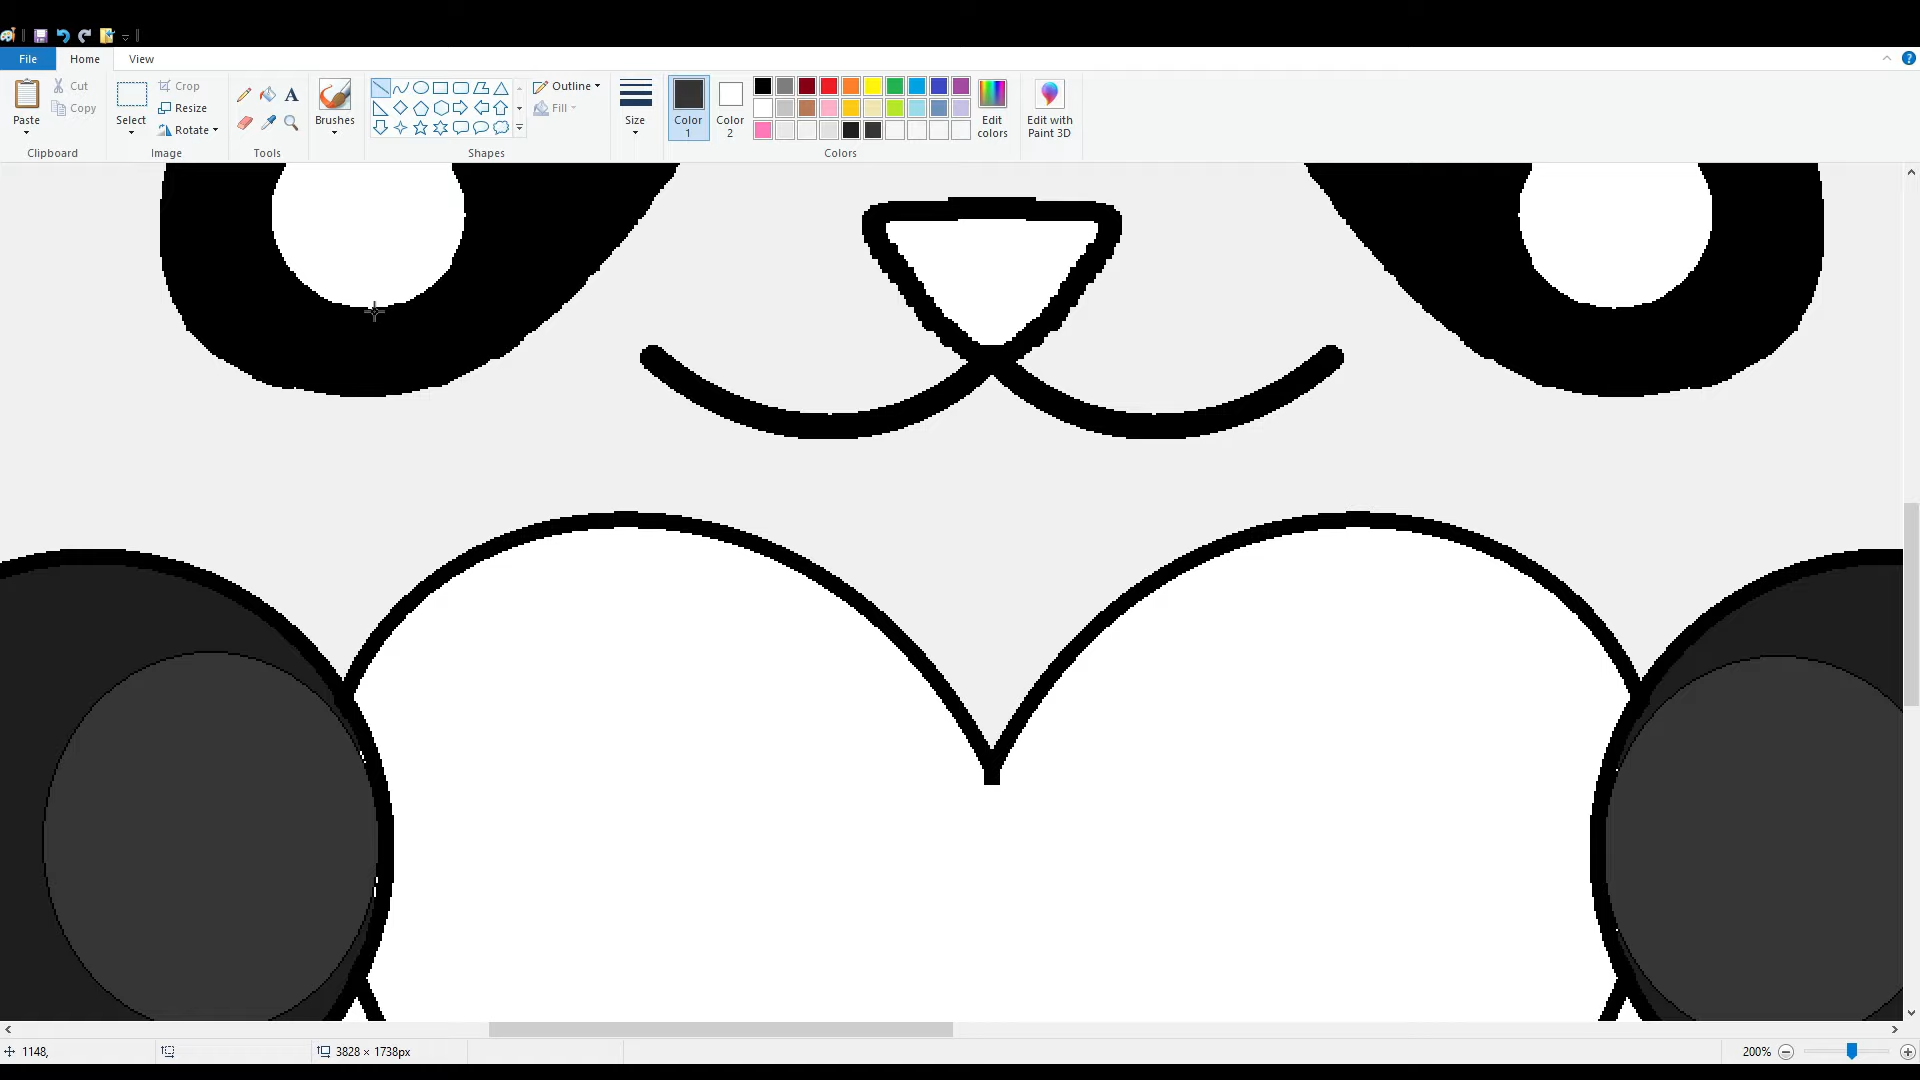 File Home View
Paste Cut Copy Clipboard
Select Crop Resize Rotate Image
A
Tools
Brushes
Shapes
Outline
Fill
Size
Color 1
Color 2
Colors
Edit colors
Edit with Paint 3D
1148,
3828 × 1738px
200%